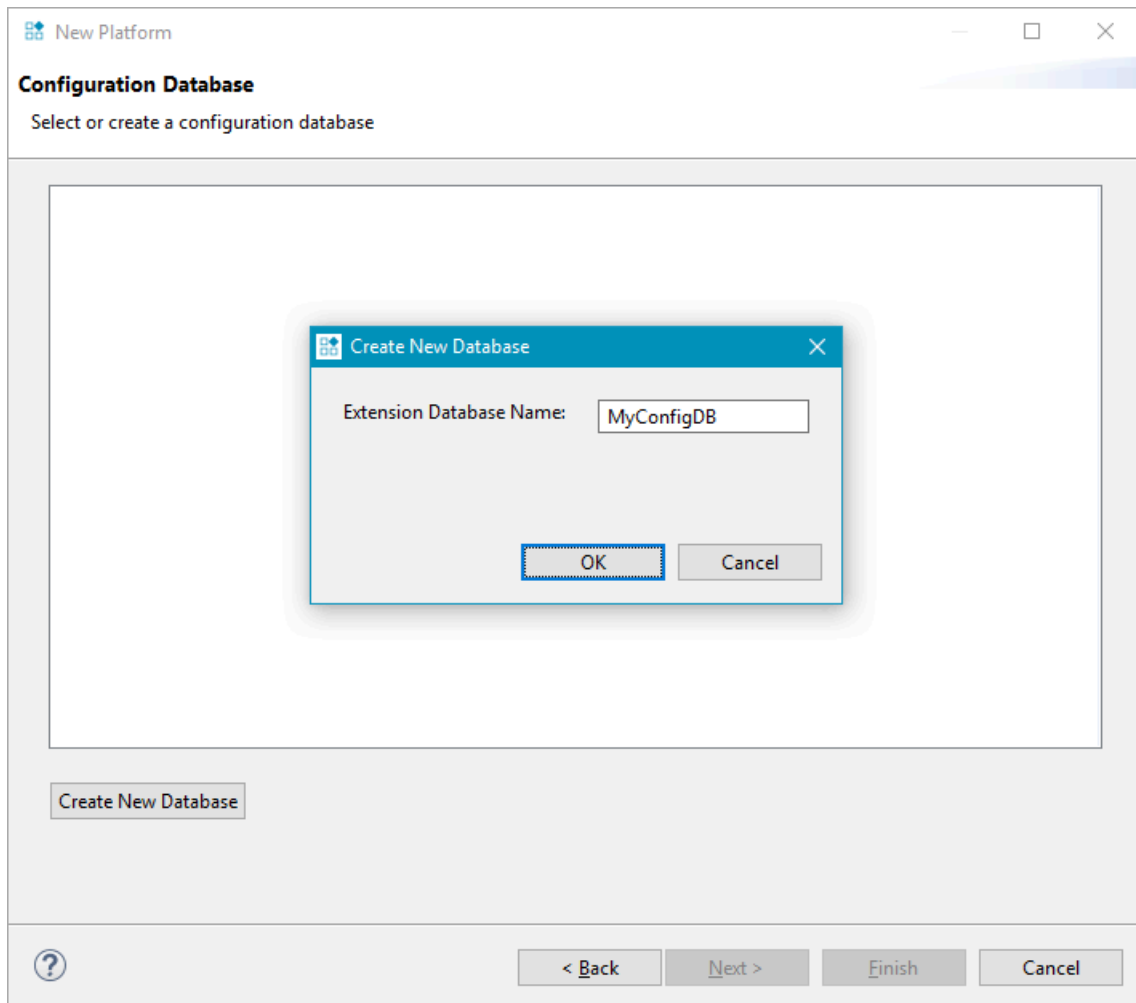 New Platform
Configuration Database
Select or create a configuration database
Create New Database
Extension Database Name: MyConfigDB
OK Cancel
Create New Database
? < Back Next > Finish Cancel